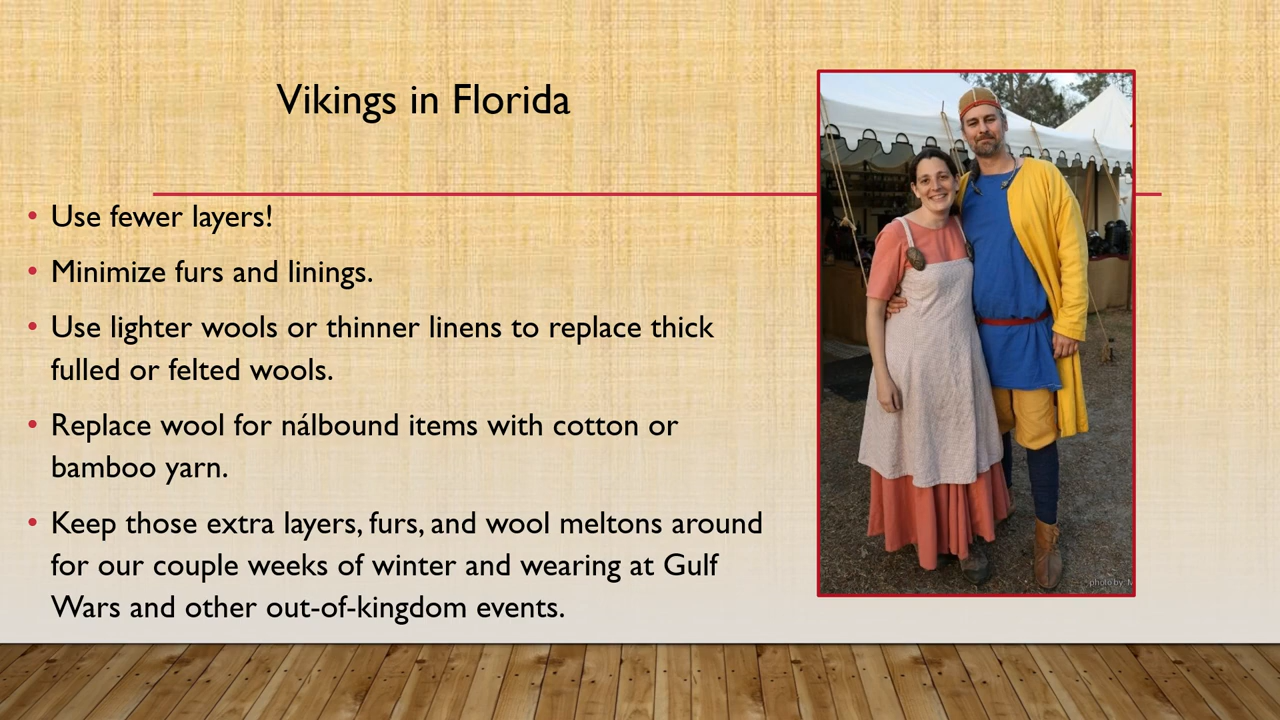 Vikings in Florida
• Use fewer layers!
• Minimize furs and linings.
• Use lighter wools or thinner linens to replace thick
fulled or felted wools.
• Replace wool for nálbound items with cotton or
bamboo yarn.
• Keep those extra layers, furs, and wool meltons around
for our couple weeks of winter and wearing at Gulf
Wars and other out-of-kingdom events.
photo by M